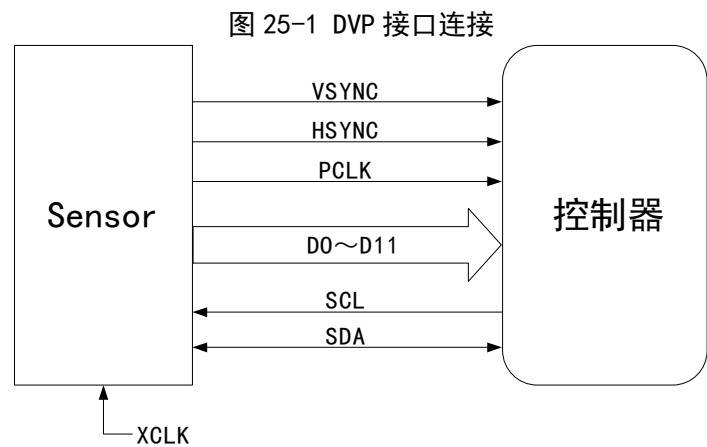 图 25-1 DVP 接口连接
VSYNC
HSYNC
PCLK
Sensor
D0～D11
控制器
SCL
SDA
XCLK